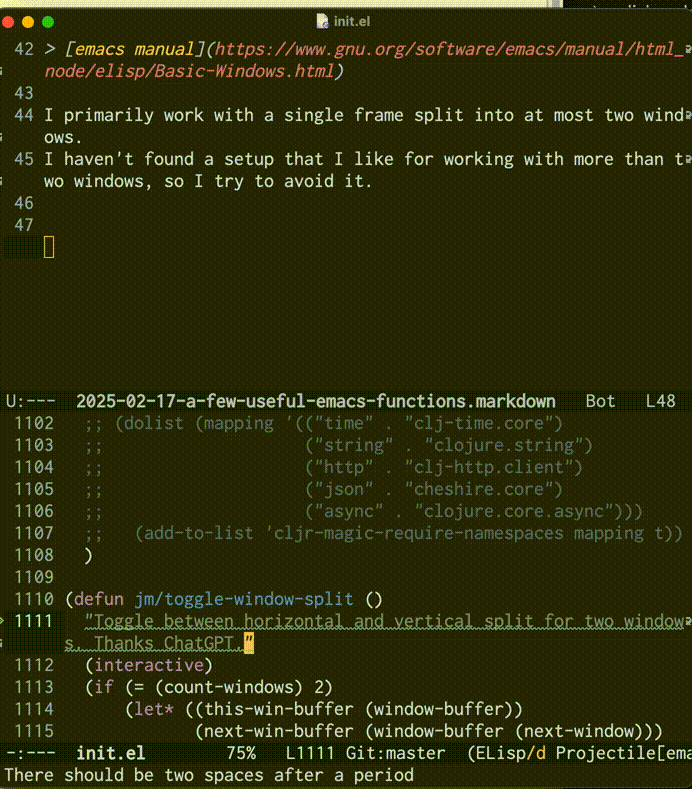 init.el
42 > [emacs manual](https://www.gnu.org/software/emacs/manual/html_
node/elisp/Basic-Windows.html)
43
44 I primarily work with a single frame split into at most two wind
ows.
45 I haven't found a setup that I like for working with more than t
wo windows, so I try to avoid it.
46
47
U:--- 2025-02-17-a-few-useful-emacs-functions.markdown Bot L48
1102 ;; (dolist (mapping '(("time" . "clj-time.core")
1103 ;; ("string" . "clojure.string")
1104 ;; ("http" . "clj-http.client")
1105 ;; ("json" . "cheshire.core")
1106 ;; ("async" . "clojure.core.async")))
1107 ;; (add-to-list 'cljr-magic-require-namespaces mapping t))
1108 )
1109
1110 (defun jm/toggle-window-split ()
1111 "Toggle between horizontal and vertical split for two window
s. Thanks ChatGPT."
1112 (interactive)
1113 (if (= (count-windows) 2)
1114 (let* ((this-win-buffer (window-buffer))
1115 (next-win-buffer (window-buffer (next-window)))
-:--- init.el 75% L1111 Git:master (ELisp/d Projectile[ema
There should be two spaces after a period